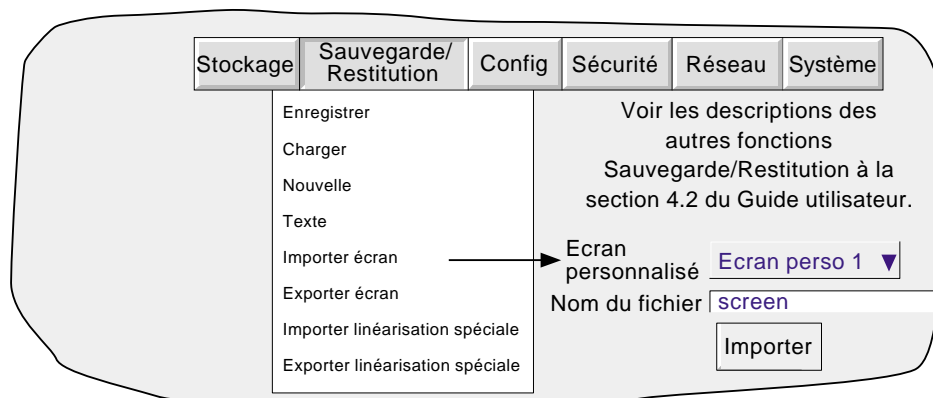 Stockage
Sauvegarde/
Restitution
Config
Sécurité
Réseau
Système
Enregistrer
Charger
Nouvelle
Texte
Importer écran
Exporter écran
Importer linéarisation spéciale
Exporter linéarisation spéciale
Voir les descriptions des
autres fonctions
Sauvegarde/Restitution à la
section 4.2 du Guide utilisateur.
Ecran
personnalisé
Ecran perso 1 ▼
Nom du fichier
screen
Importer